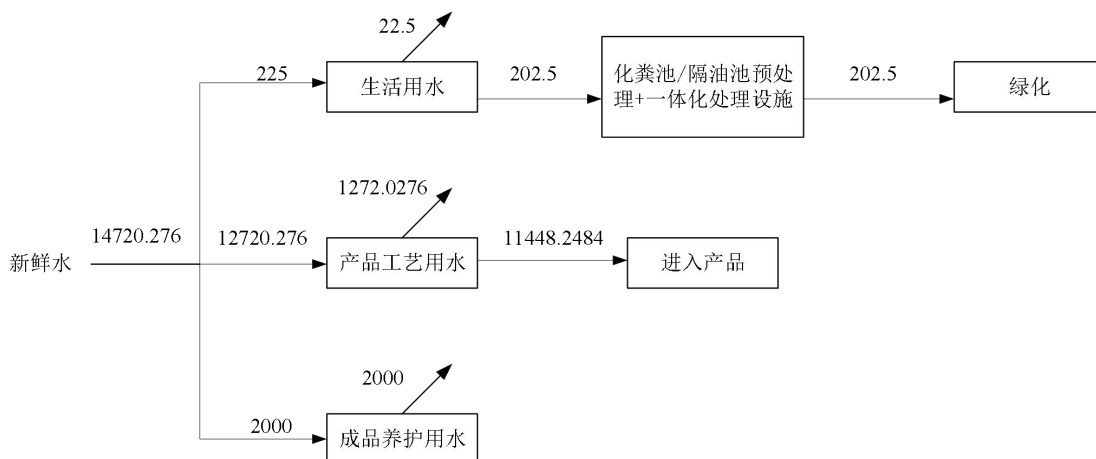 22.5
225
生活用水
202.5
化粪池/隔油池预处
理+一体化处理设施
202.5
绿化
1272.0276
新鲜水
14720.276
12720.276
产品工艺用水
11448.2484
进入产品
2000
2000
成品养护用水